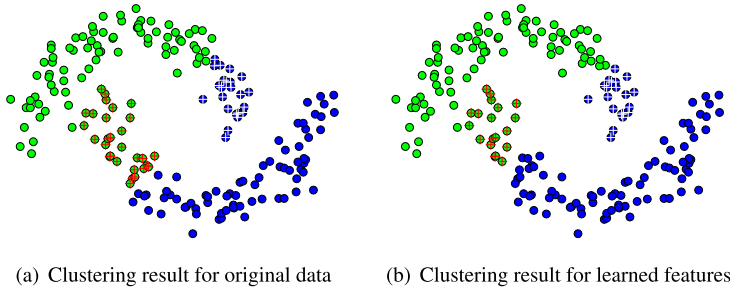 (a) Clustering result for original data
(b) Clustering result for learned features